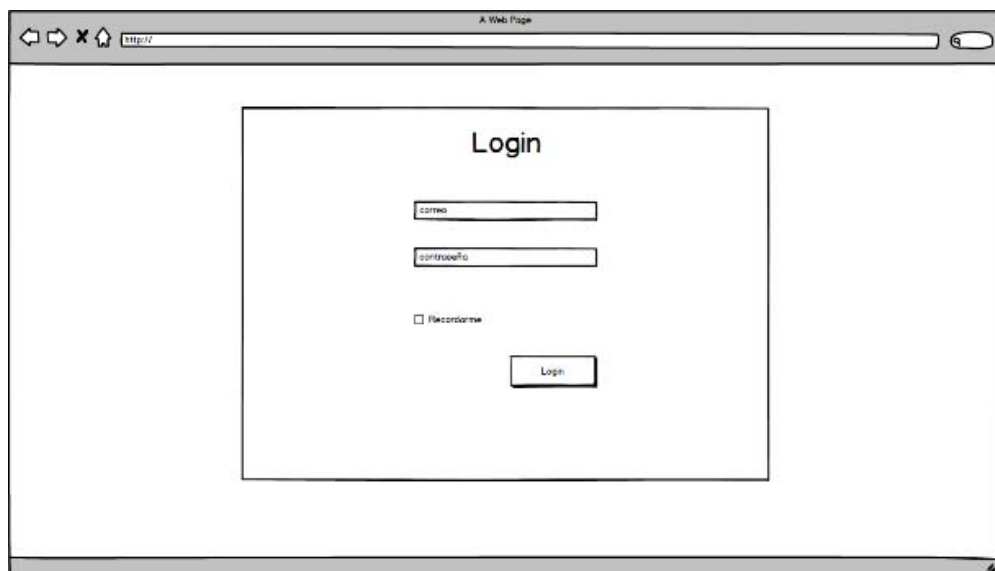 A Web Page
http://
Login
correo
contraseña
Recordarme
Login